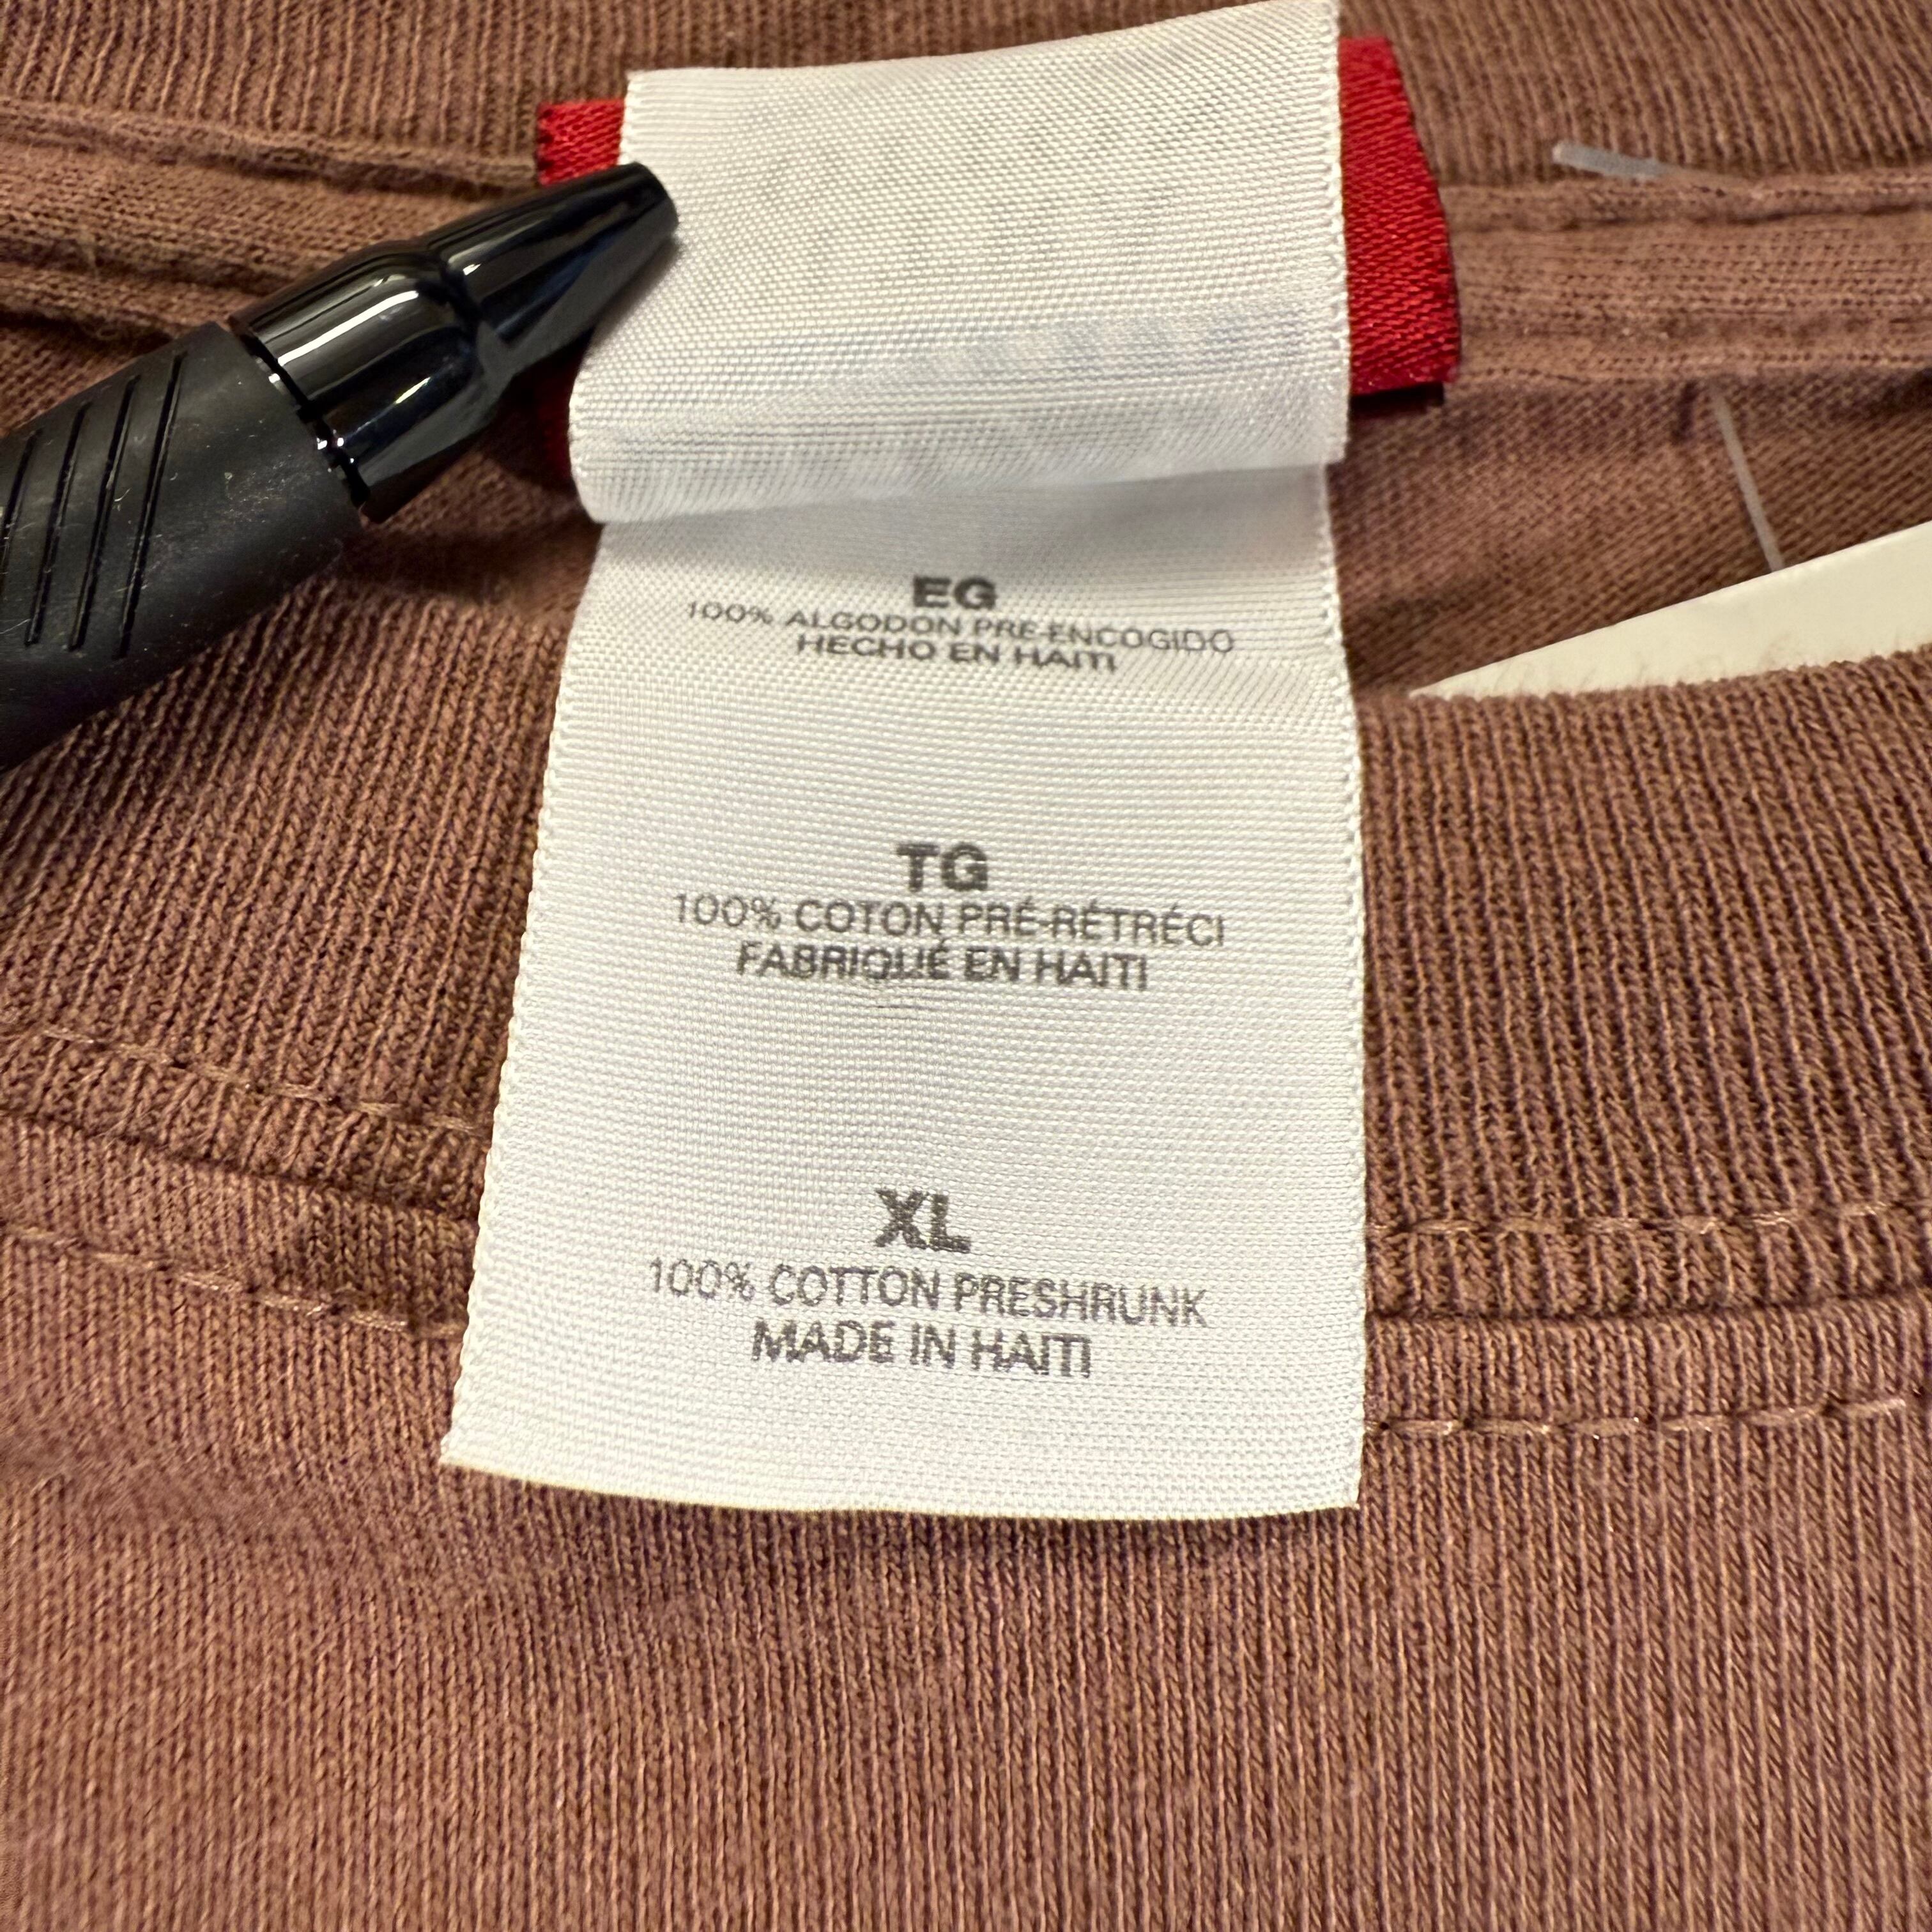 EG
100% ALGODON PRE-ENCOGIDO
HECHO EN HAITI
TG
100% COTON PRÉ-RÉTRÉCI
FABRIQUÉ EN HAITI
XL
100% COTTON PRESHRUNK
MADE IN HAITI